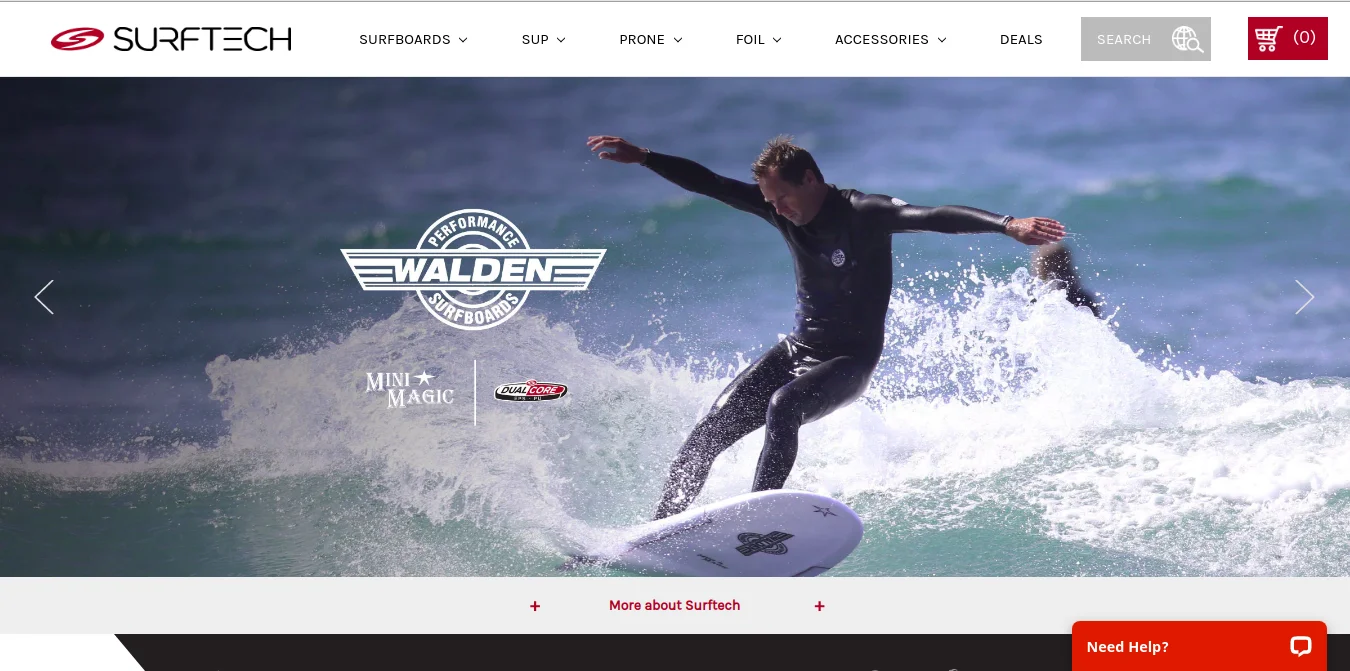 SURFTECH
SURFBOARDS
SUP
PRONE
FOIL
ACCESSORIES
DEALS
SEARCH
(0)
PERFORMANCE
WALDEN
SURFBOARDS
MINI
MAGIC
DUAL CORE
EPS - PU
+ More about Surftech +
Need Help?